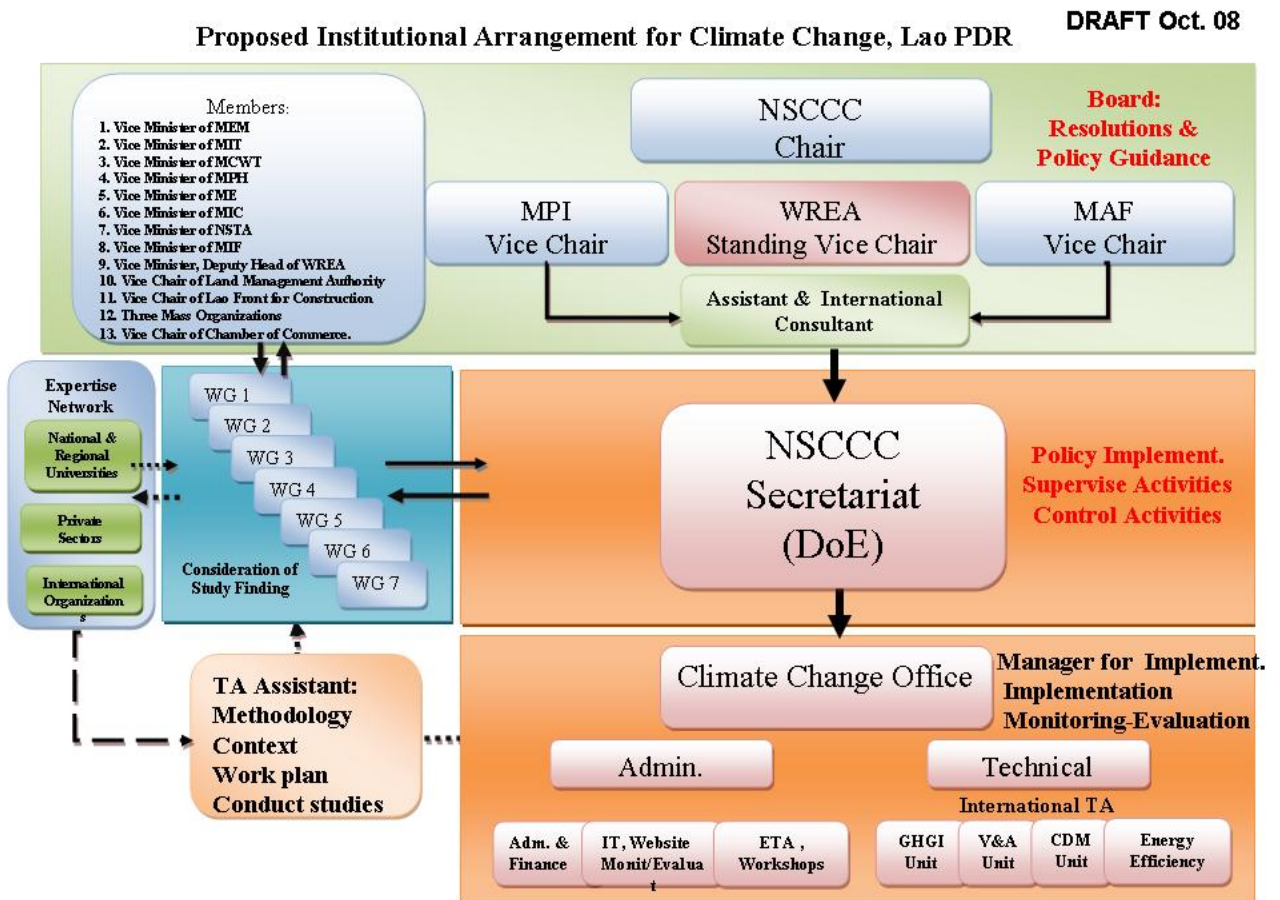 DRAFT Oct. 08
Proposed Institutional Arrangement for Climate Change, Lao PDR
Members:
1. Vice Minister of MEM
2. Vice Minister of MIT
3. Vice Minister of MCWT
4. Vice Minister of MPH
5. Vice Minister of ME
6. Vice Minister of MIC
7. Vice Minister of NSTA
8. Vice Minister of MIF
9. Vice Minister, Deputy Head of WREA
10. Vice Chair of Land Management Authority
11. Vice Chair of Lao Front for Construction
12. Three Mass Organizations
13. Vice Chair of Chamber of Commerce.
NSCCC
Chair
Board:
Resolutions &
Policy Guidance
MPI
Vice Chair
WREA
Standing Vice Chair
MAF
Vice Chair
Assistant & International
Consultant
Expertise
Network
National &
Regional
Universities
Private
Sectors
International
Organization
s
WG 1
WG 2
WG 3
WG 4
WG 5
WG 6
WG 7
Consideration of
Study Finding
NSCCC
Secretariat
(DoE)
Policy Implement.
Supervise Activities
Control Activities
TA Assistant:
Methodology
Context
Work plan
Conduct studies
Climate Change Office
Manager for Implement.
Implementation
Monitoring-Evaluation
Admin.
Technical
International TA
Adm. &
Finance
IT, Website
Monit/Evaluat
t
ETA ,
Workshops
GHGI
Unit
V&A
Unit
CDM
Unit
Energy
Efficiency